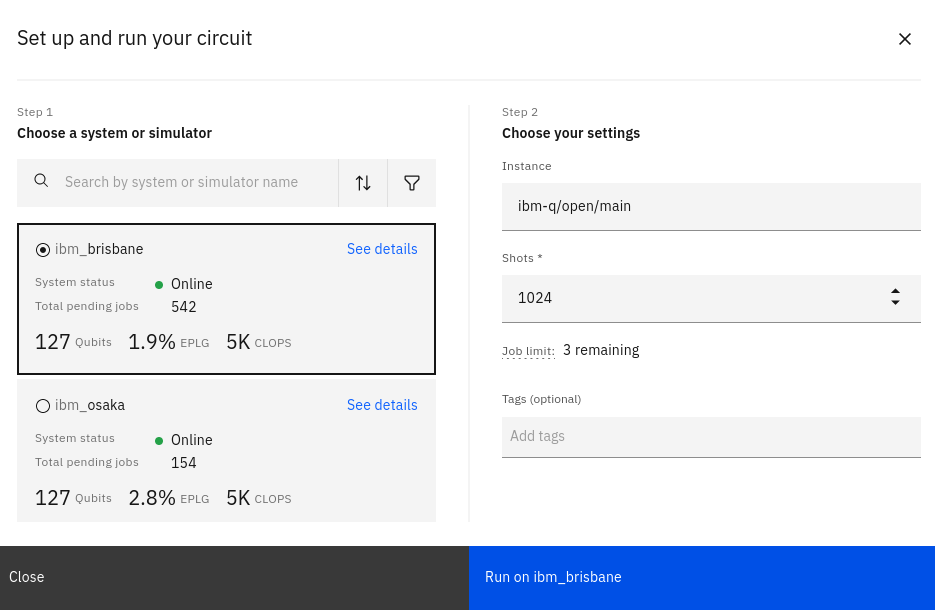 Set up and run your circuit
Step 1
Choose a system or simulator
Search by system or simulator name
ibm_brisbane See details
System status Online
Total pending jobs 542
127 Qubits 1.9% EPLG 5K CLOPS
ibm_osaka See details
System status Online
Total pending jobs 154
127 Qubits 2.8% EPLG 5K CLOPS
Step 2
Choose your settings
Instance
ibm-q/open/main
Shots *
1024
Job limit: 3 remaining
Tags (optional)
Add tags
Close
Run on ibm_brisbane